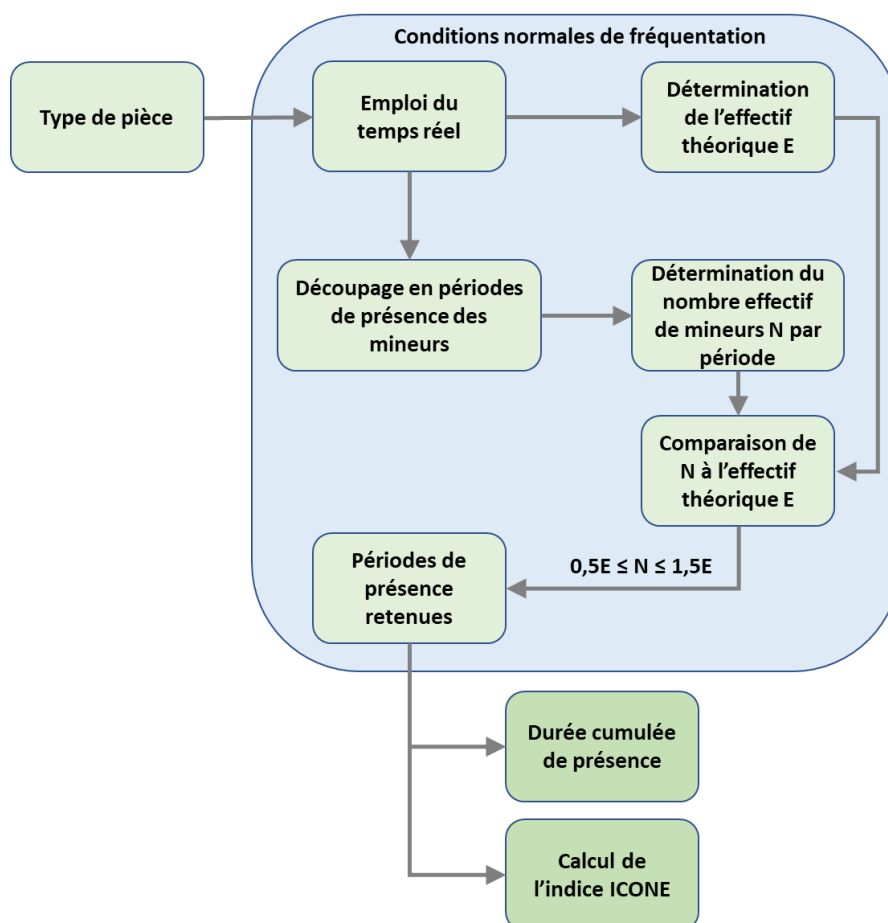 Conditions normales de fréquentation
Type de pièce
Emploi du
temps réel
Détermination
de l’effectif
théorique E
Découpage en périodes
de présence des
mineurs
Détermination du
nombre effectif
de mineurs N par
période
Comparaison de
N à l’effectif
théorique E
0,5E ≤ N ≤ 1,5E
Périodes de
présence
retenues
Durée cumulée
de présence
Calcul de
l’indice ICONE